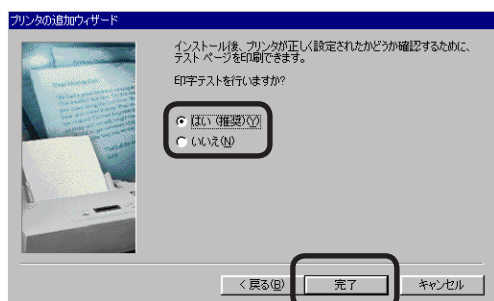 プリンタの追加ウィザード
インストール後、プリンタが正しく設定されたかどうか確認するために、
テスト ページを印刷できます。
印字テストを行いますか?
はい (推奨)(Y)
いいえ(N)
< 戻る(B)
完了
キャンセル